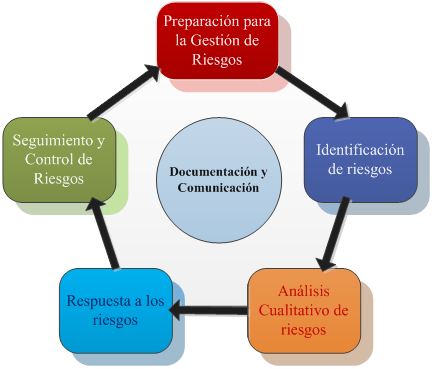 Preparación para
la Gestión de
Riesgos
Identificación
de riesgos
Análisis
Cualitativo de
riesgos
Respuesta a los
riesgos
Seguimiento y
Control de
Riesgos
Documentación y
Comunicación